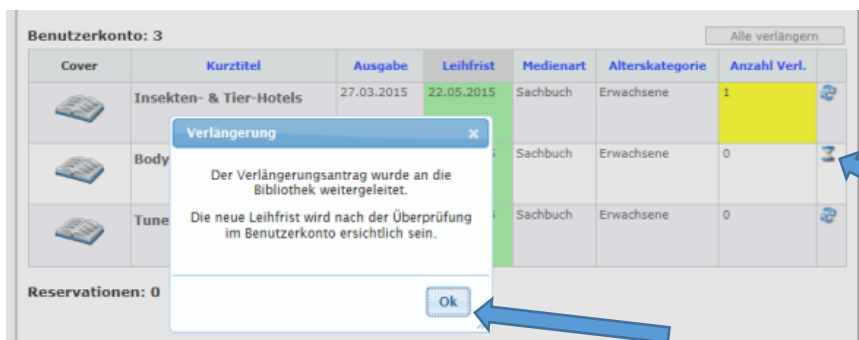 Benutzerkonto: 3 Alle verlängern
Cover Kurztitel Ausgabe Leihfrist Medienart Alterskategorie Anzahl Verl.
Insekten- & Tier-Hotels 27.03.2015 22.05.2015 Sachbuch Erwachsene 1
Verlängerung
Body Sachbuch Erwachsene 0
Der Verlängerungsantrag wurde an die
Bibliothek weitergeleitet.
Tune Sachbuch Erwachsene 0
Die neue Leihfrist wird nach der Überprüfung
im Benutzerkonto ersichtlich sein.
Reservationen: 0
Ok